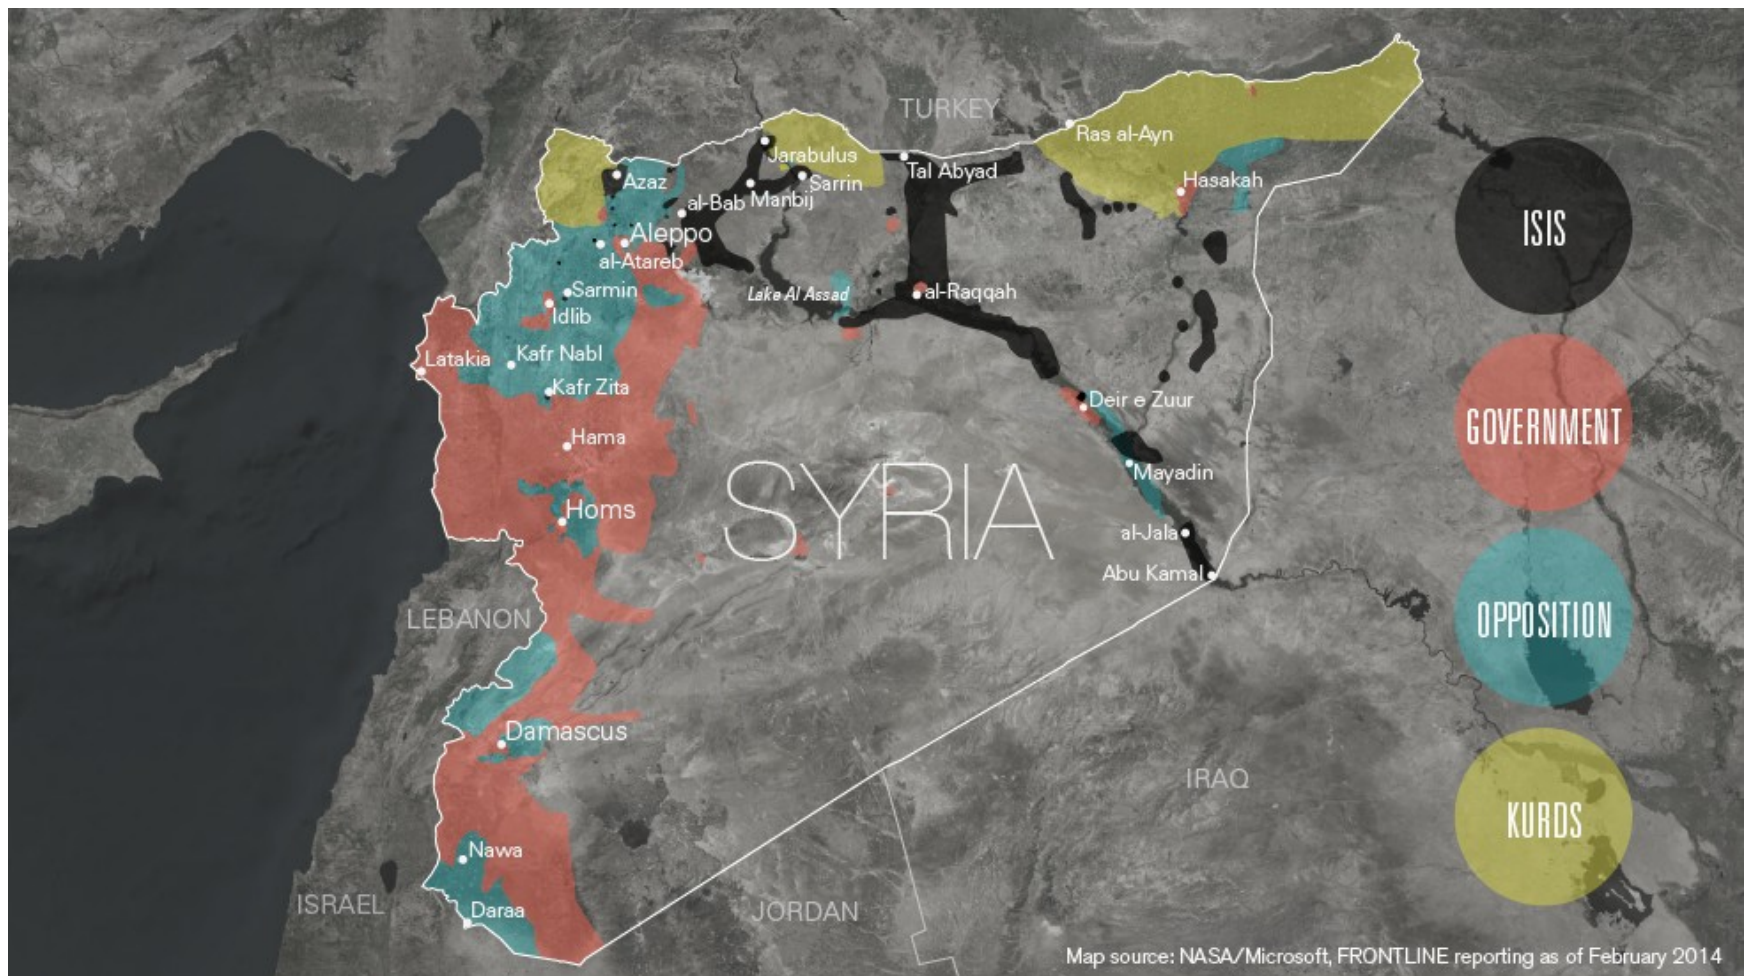 TURKEY
Ras al-Ayn
Jarabulus
Tal Abyad
Azaz
Sarrin
Hasakah
al-Bab
Manbij
Aleppo
al-Atareb
ISIS
Sarmin
Lake Al Assad
al-Raqqah
Idlib
Latakia
Kafr Nabl
Kafr Zita
Deir e Zuur
GOVERNMENT
Hama
Mayadin
SYRIA
Homs
al-Jala
Abu Kamal
LEBANON
OPPOSITION
Damascus
IRAQ
KURDS
Nawa
ISRAEL
Daraa
JORDAN
Map source: NASA/Microsoft, FRONTLINE reporting as of February 2014